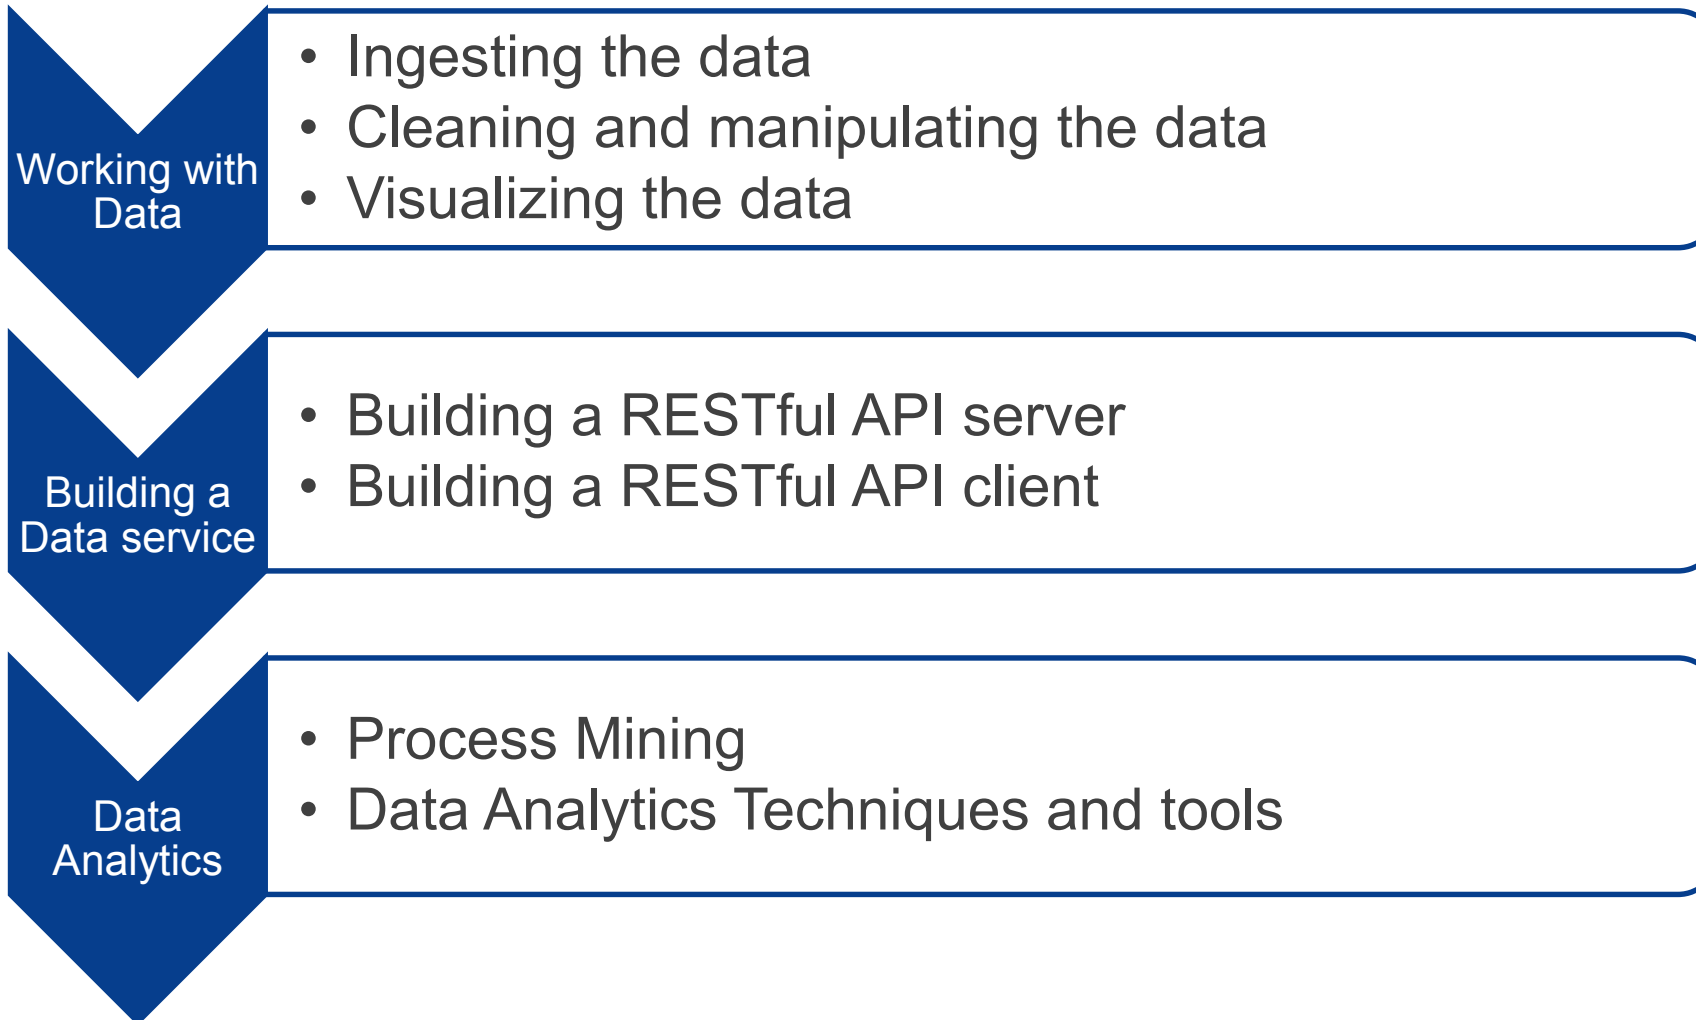 Working with
Data
• Ingesting the data
• Cleaning and manipulating the data
• Visualizing the data
Building a
Data service
• Building a RESTful API server
• Building a RESTful API client
Data
Analytics
• Process Mining
• Data Analytics Techniques and tools